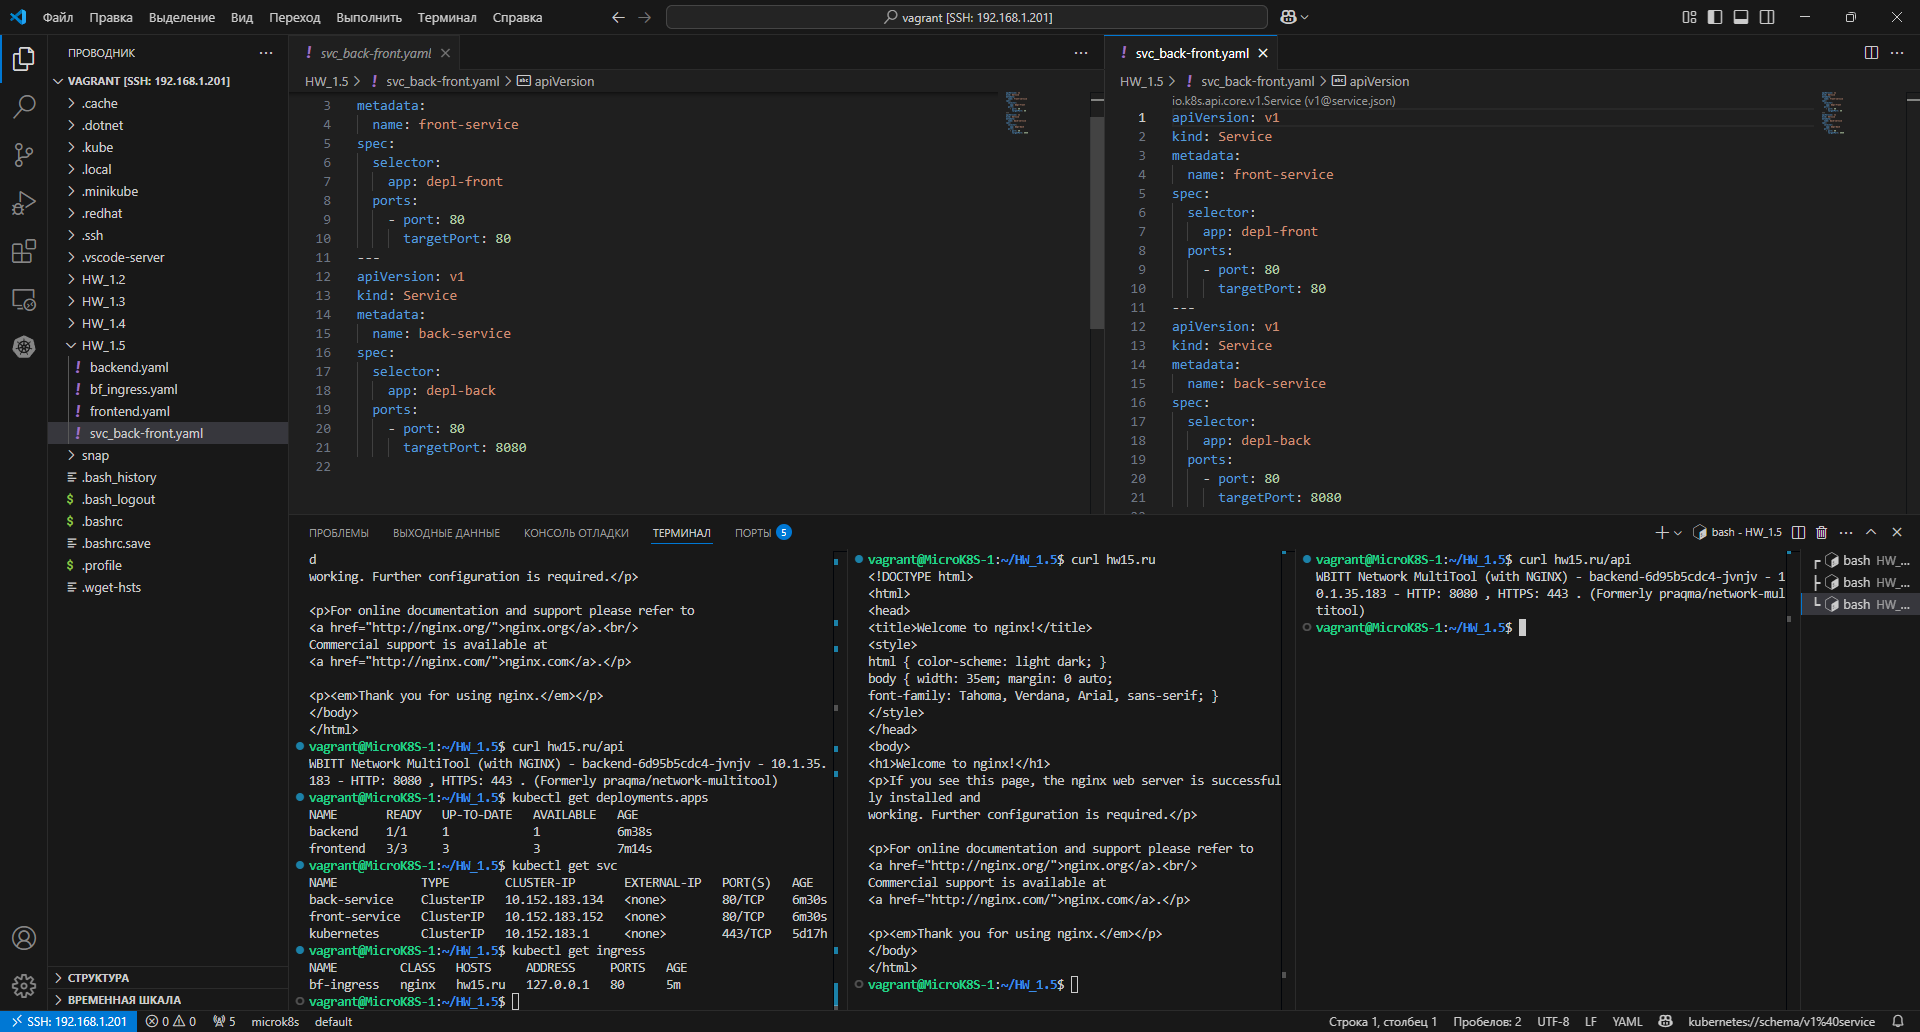 Файл Правка Выделение Вид Переход Выполнить Терминал Справка
vagrant [SSH: 192.168.1.201]
ПРОВОДНИК
VAGRANT [SSH: 192.168.1.201]
.cache
.dotnet
.kube
.local
.minikube
.redhat
.ssh
.vscode-server
HW_1.2
HW_1.3
HW_1.4
HW_1.5
! backend.yaml
! bf_ingress.yaml
! frontend.yaml
! svc_back-front.yaml
snap
.bash_history
$ .bash_logout
$ .bashrc
.bashrc.save
$ .profile
.wget-hsts
СТРУКТУРА
ВРЕМЕННАЯ ШКАЛА
! svc_back-front.yaml
HW_1.5 > ! svc_back-front.yaml > apiVersion
3 metadata:
4 name: front-service
5 spec:
6 selector:
7 app: depl-front
8 ports:
9 - port: 80
10 targetPort: 80
11 ---
12 apiVersion: v1
13 kind: Service
14 metadata:
15 name: back-service
16 spec:
17 selector:
18 app: depl-back
19 ports:
20 - port: 80
21 targetPort: 8080
22
! svc_back-front.yaml
HW_1.5 > ! svc_back-front.yaml > apiVersion
io.k8s.api.core.v1.Service (v1@service.json)
1 apiVersion: v1
2 kind: Service
3 metadata:
4 name: front-service
5 spec:
6 selector:
7 app: depl-front
8 ports:
9 - port: 80
10 targetPort: 80
11 ---
12 apiVersion: v1
13 kind: Service
14 metadata:
15 name: back-service
16 spec:
17 selector:
18 app: depl-back
19 ports:
20 - port: 80
21 targetPort: 8080
ПРОБЛЕМЫ ВЫХОДНЫЕ ДАННЫЕ КОНСОЛЬ ОТЛАДКИ ТЕРМИНАЛ ПОРТЫ 5
bash - HW_1.5
d
working. Further configuration is required.</p>
<p>For online documentation and support please refer to
<a href="http://nginx.org/">nginx.org</a>.<br/>
Commercial support is available at
<a href="http://nginx.com/">nginx.com</a>.</p>
<p><em>Thank you for using nginx.</em></p>
</body>
</html>
vagrant@MicroK8S-1:~/HW_1.5$ curl hw15.ru/api
WBITT Network MultiTool (with NGINX) - backend-6d95b5cdc4-jvnjv - 10.1.35.
183 - HTTP: 8080 , HTTPS: 443 . (Formerly praqma/network-multitool)
vagrant@MicroK8S-1:~/HW_1.5$ kubectl get deployments.apps
NAME READY UP-TO-DATE AVAILABLE AGE
backend 1/1 1 1 6m38s
frontend 3/3 3 3 7m14s
vagrant@MicroK8S-1:~/HW_1.5$ kubectl get svc
NAME TYPE CLUSTER-IP EXTERNAL-IP PORT(S) AGE
back-service ClusterIP 10.152.183.134 <none> 80/TCP 6m30s
front-service ClusterIP 10.152.183.152 <none> 80/TCP 6m30s
kubernetes ClusterIP 10.152.183.1 <none> 443/TCP 5d17h
vagrant@MicroK8S-1:~/HW_1.5$ kubectl get ingress
NAME CLASS HOSTS ADDRESS PORTS AGE
bf-ingress nginx hw15.ru 127.0.0.1 80 5m
vagrant@MicroK8S-1:~/HW_1.5$
vagrant@MicroK8S-1:~/HW_1.5$ curl hw15.ru
<!DOCTYPE html>
<html>
<head>
<title>Welcome to nginx!</title>
<style>
html { color-scheme: light dark; }
body { width: 35em; margin: 0 auto;
font-family: Tahoma, Verdana, Arial, sans-serif; }
</style>
</head>
<body>
<h1>Welcome to nginx!</h1>
<p>If you see this page, the nginx web server is successful
ly installed and
working. Further configuration is required.</p>
<p>For online documentation and support please refer to
<a href="http://nginx.org/">nginx.org</a>.<br/>
Commercial support is available at
<a href="http://nginx.com/">nginx.com</a>.</p>
<p><em>Thank you for using nginx.</em></p>
</body>
</html>
vagrant@MicroK8S-1:~/HW_1.5$
vagrant@MicroK8S-1:~/HW_1.5$ curl hw15.ru/api
WBITT Network MultiTool (with NGINX) - backend-6d95b5cdc4-jvnjv - 1
0.1.35.183 - HTTP: 8080 , HTTPS: 443 . (Formerly praqma/network-mul
titool)
vagrant@MicroK8S-1:~/HW_1.5$
bash HW_...
bash HW_...
bash HW_...
SSH: 192.168.1.201 0 0 5 microk8s default
Строка 1, столбец 1 Пробелов: 2 UTF-8 LF YAML kubernetes://schema/v1%40service